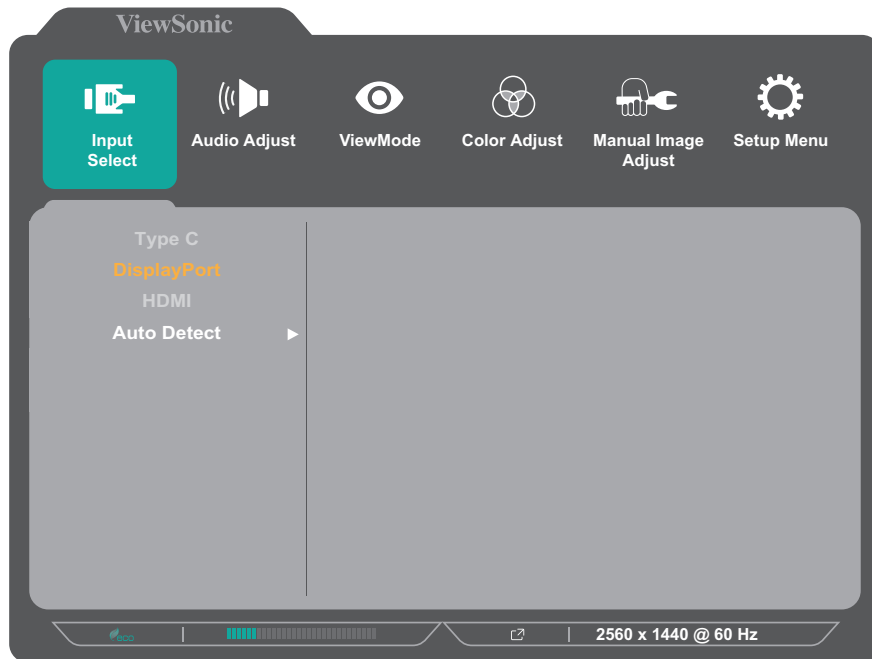 ViewSonic
Input
Select
Audio Adjust
ViewMode
Color Adjust
Manual Image
Adjust
Setup Menu
Type C
DisplayPort
HDMI
Auto Detect
eco
2560 x 1440 @ 60 Hz